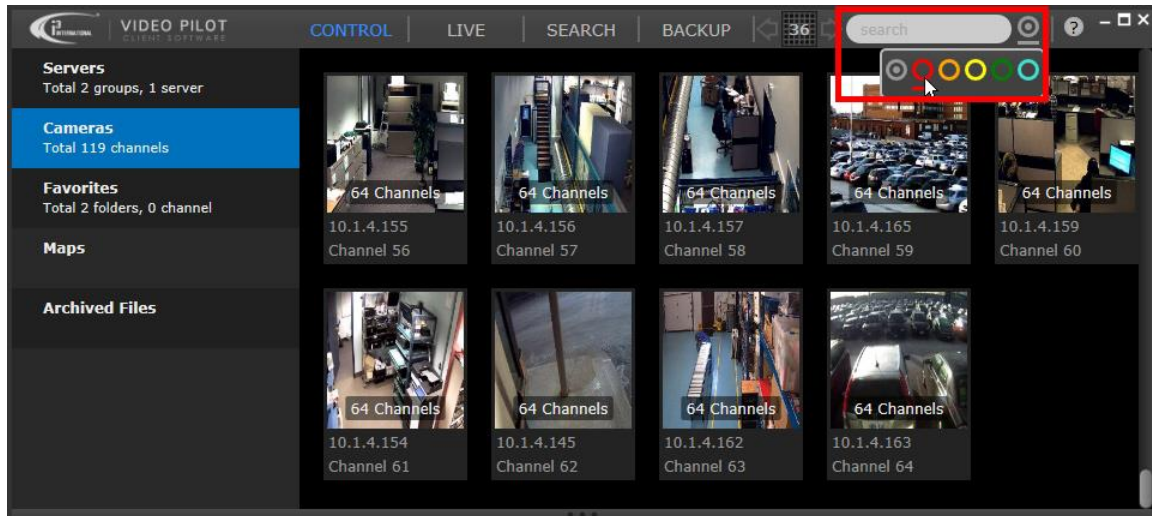 iP INTERNATIONAL
VIDEO PILOT
CLIENT SOFTWARE
CONTROL
LIVE
SEARCH
BACKUP
36
search
?
Servers
Total 2 groups, 1 server
Cameras
Total 119 channels
Favorites
Total 2 folders, 0 channel
Maps
Archived Files
64 Channels
64 Channels
64 Channels
64 Channels
64 Channels
10.1.4.155
10.1.4.156
10.1.4.157
10.1.4.165
10.1.4.159
Channel 56
Channel 57
Channel 58
Channel 59
Channel 60
64 Channels
64 Channels
64 Channels
64 Channels
10.1.4.154
10.1.4.145
10.1.4.162
10.1.4.163
Channel 61
Channel 62
Channel 63
Channel 64